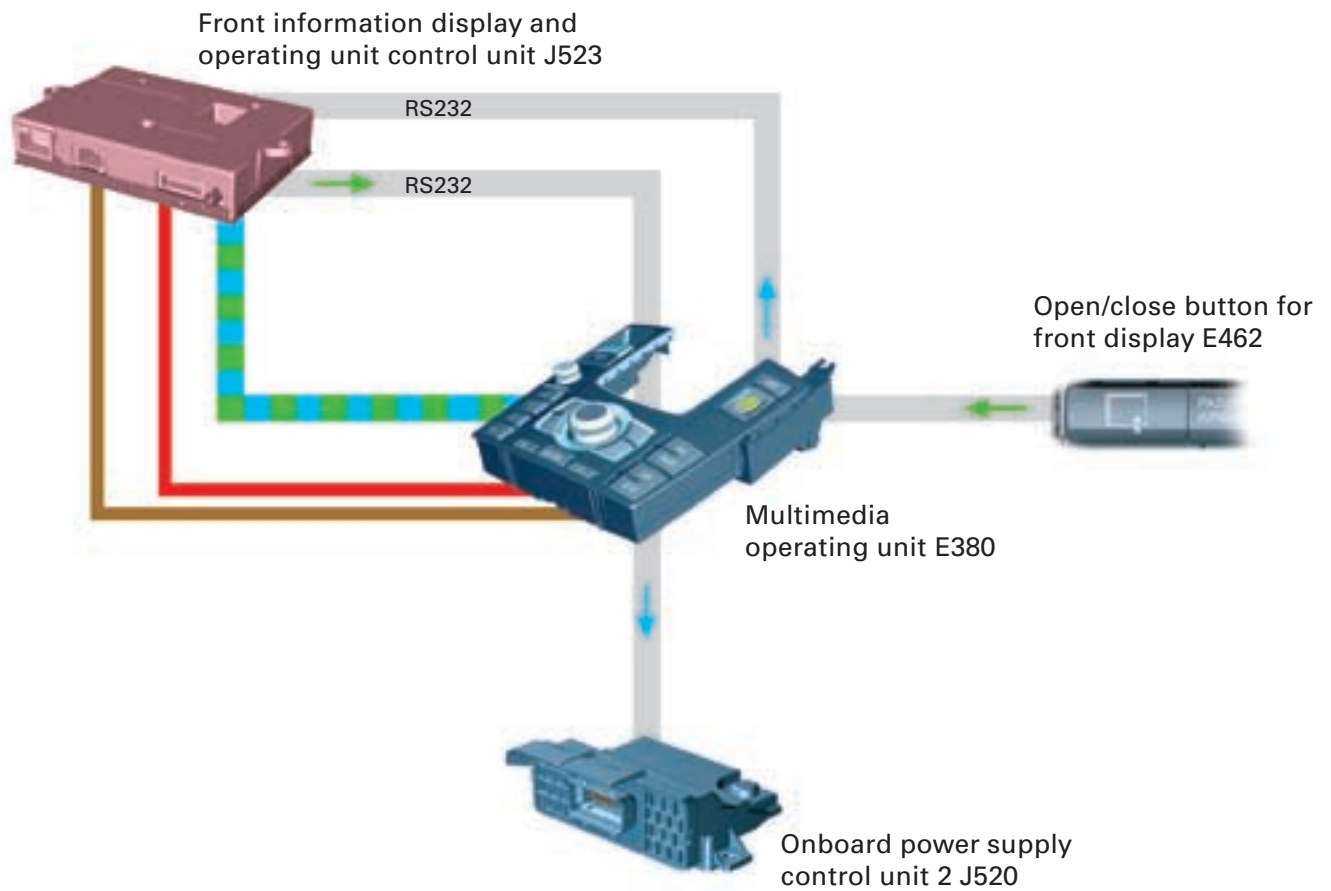 Front information display and
operating unit control unit J523
RS232
RS232
Open/close button for
front display E462
Multimedia
operating unit E380
Onboard power supply
control unit 2 J520